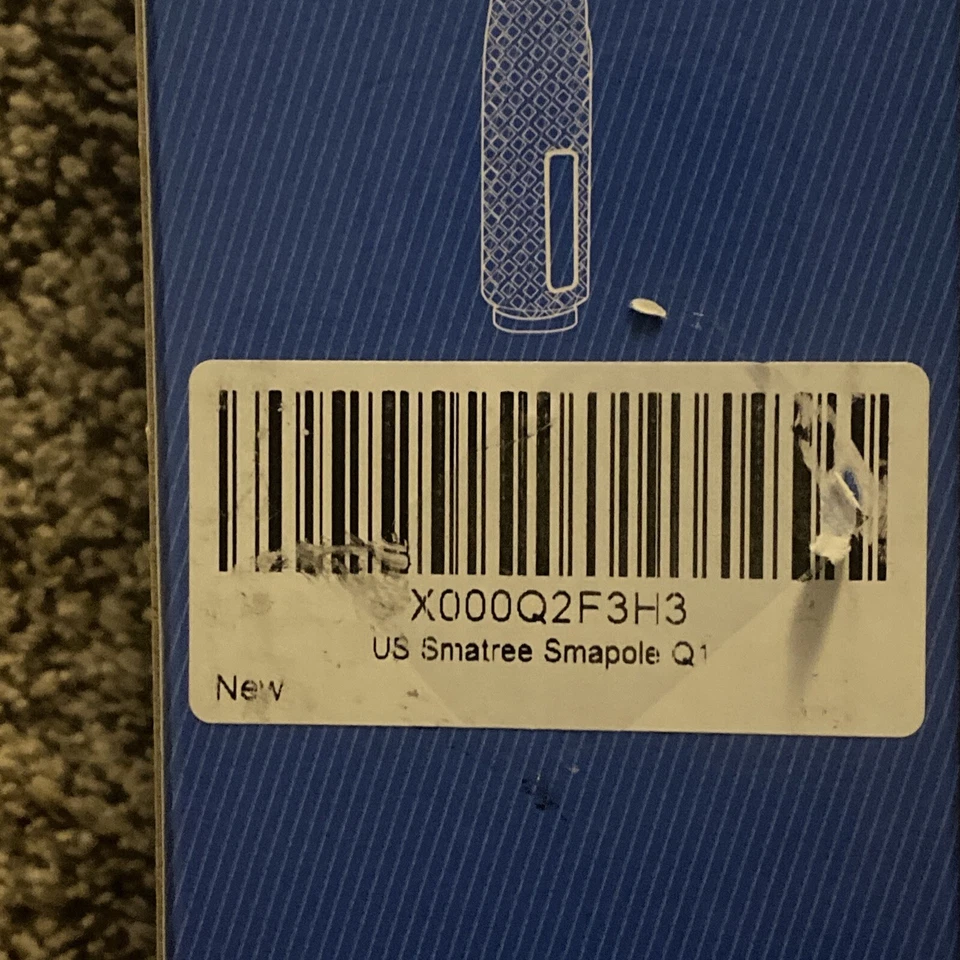 X000Q2F3H3
US Smatree Smapole Q1
New